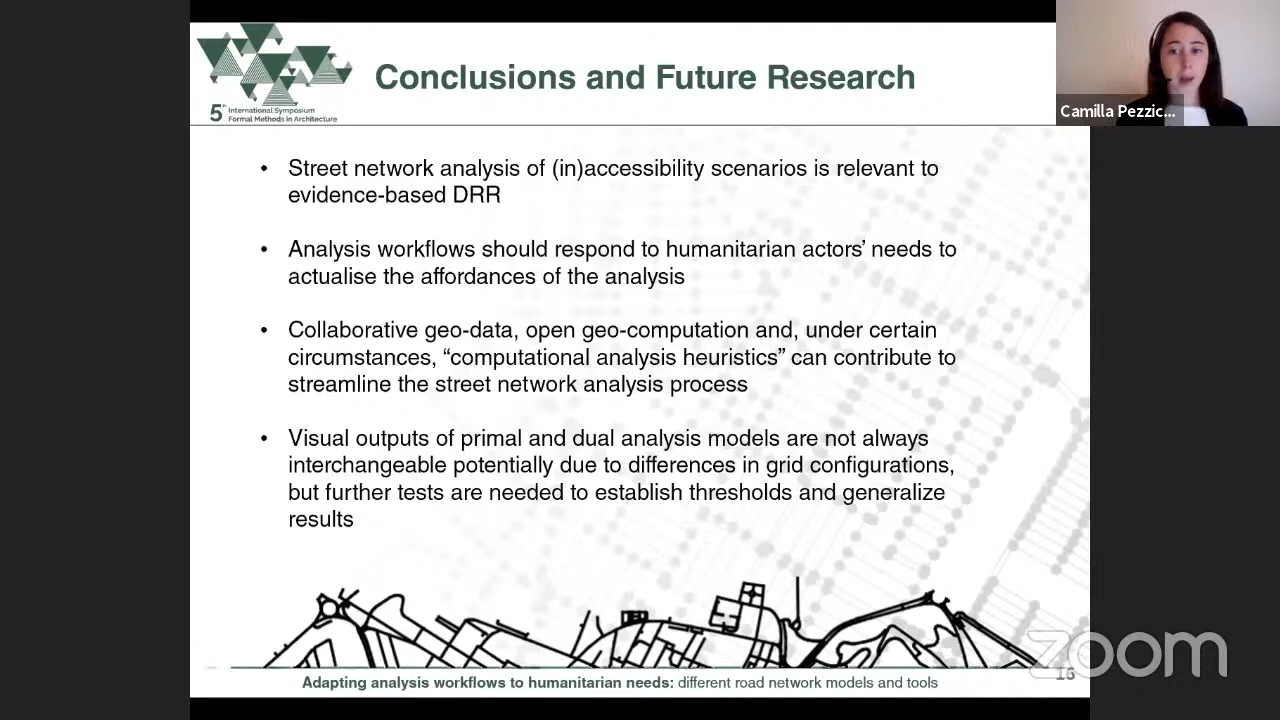 Conclusions and Future Research
5th International Symposium
Formal Methods in Architecture
Camilla Pezzic...
• Street network analysis of (in)accessibility scenarios is relevant to
evidence-based DRR
• Analysis workflows should respond to humanitarian actors’ needs to
actualise the affordances of the analysis
• Collaborative geo-data, open geo-computation and, under certain
circumstances, “computational analysis heuristics” can contribute to
streamline the street network analysis process
• Visual outputs of primal and dual analysis models are not always
interchangeable potentially due to differences in grid configurations,
but further tests are needed to establish thresholds and generalize
results
zoom
16
Adapting analysis workflows to humanitarian needs: different road network models and tools